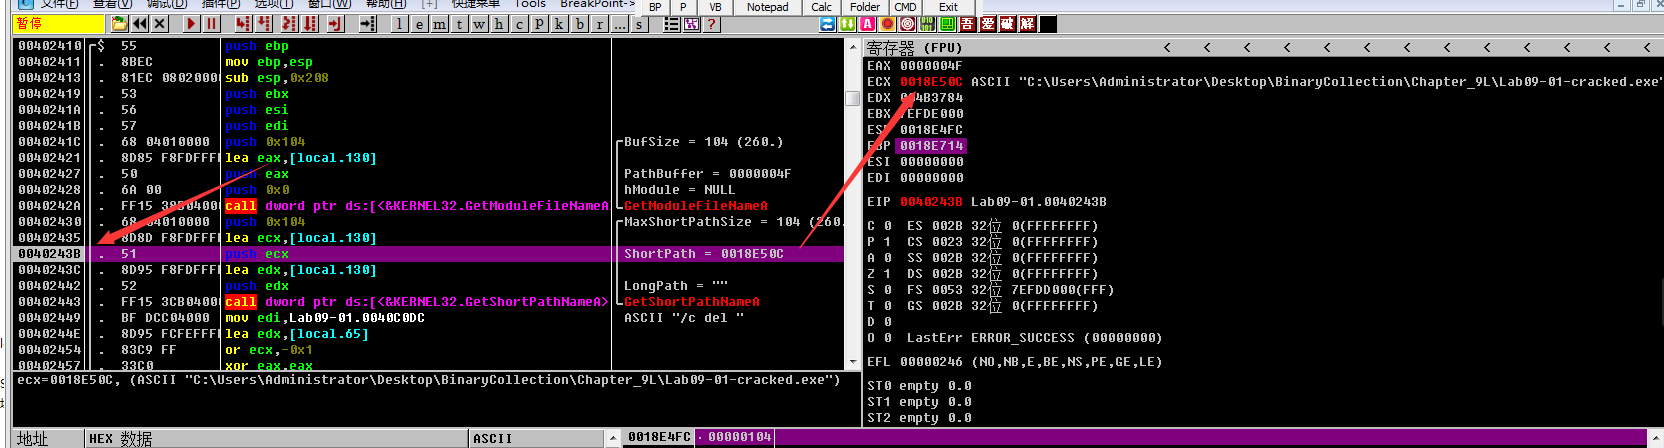 文件(F) 查看(V) 调试(D) 插件(P) 选项(T) 窗口(W) 帮助(H) [+] 快捷菜单 Tools BreakPoint-> BP P VB Notepad Calc Folder CMD Exit
暂停 l e m t w h c p k b r ... s ? 吾 爱 破 解
00402410 $ 55 push ebp
00402411 . 8BEC mov ebp,esp
00402413 . 81EC 08020000 sub esp,0x208
00402419 . 53 push ebx
0040241A . 56 push esi
0040241B . 57 push edi
0040241C . 68 04010000 push 0x104 BufSize = 104 (260.)
00402421 . 8D85 F8FDFFFF lea eax,[local.130]
00402427 . 50 push eax PathBuffer = 0000004F
00402428 . 6A 00 push 0x0 hModule = NULL
0040242A . FF15 38B04000 call dword ptr ds:[<&KERNEL32.GetModuleFileNameA> GetModuleFileNameA
00402430 . 68 04010000 push 0x104 MaxShortPathSize = 104 (260.
00402435 . 8D8D F8FDFFFF lea ecx,[local.130]
0040243B . 51 push ecx ShortPath = 0018E50C
0040243C . 8D95 F8FDFFFF lea edx,[local.130]
00402442 . 52 push edx LongPath = ""
00402443 . FF15 3CB04000 call dword ptr ds:[<&KERNEL32.GetShortPathNameA> GetShortPathNameA
00402449 . BF DCC04000 mov edi,Lab09-01.0040C0DC ASCII "/c del "
0040244E . 8D95 FCFEFFFF lea edx,[local.65]
00402454 . 83C9 FF or ecx,-0x1
00402457 . 33C0 xor eax,eax
ecx=0018E50C, (ASCII "C:\Users\Administrator\Desktop\BinaryCollection\Chapter_9L\Lab09-01-cracked.exe")
寄存器 (FPU) < < < < < < < < < < < <
EAX 0000004F
ECX 0018E50C ASCII "C:\Users\Administrator\Desktop\BinaryCollection\Chapter_9L\Lab09-01-cracked.exe"
EDX 004B3784
EBX 7EFDE000
ESP 0018E4FC
EBP 0018E714
ESI 00000000
EDI 00000000
EIP 0040243B Lab09-01.0040243B
C 0 ES 002B 32位 0(FFFFFFFF)
P 1 CS 0023 32位 0(FFFFFFFF)
A 0 SS 002B 32位 0(FFFFFFFF)
Z 1 DS 002B 32位 0(FFFFFFFF)
S 0 FS 0053 32位 7EFDD000(FFF)
T 0 GS 002B 32位 0(FFFFFFFF)
D 0
O 0 LastErr ERROR_SUCCESS (00000000)
EFL 00000246 (NO,NB,E,BE,NS,PE,GE,LE)
ST0 empty 0.0
ST1 empty 0.0
ST2 empty 0.0
地址 HEX 数据 ASCII 0018E4FC 00000104